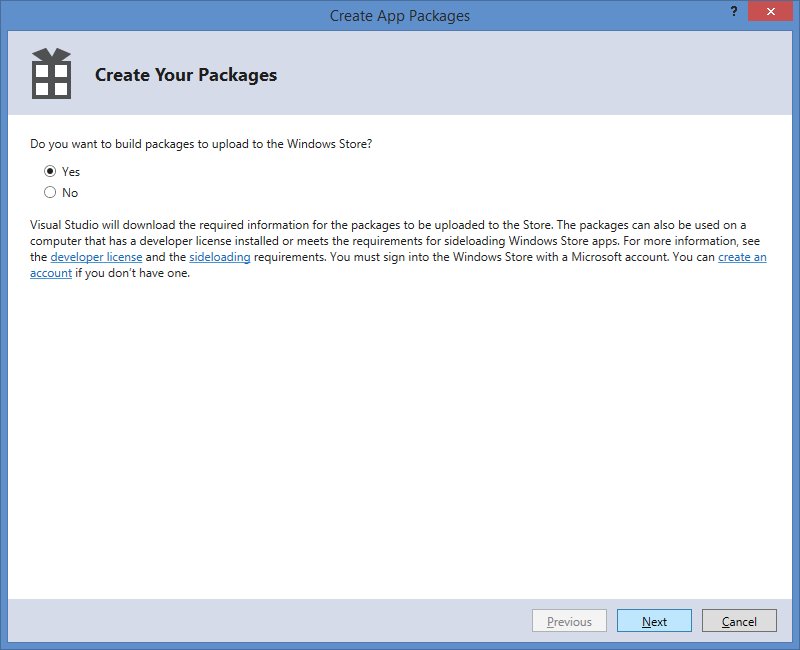 Create App Packages
?
Create Your Packages
Do you want to build packages to upload to the Windows Store?
Yes
No
Visual Studio will download the required information for the packages to be uploaded to the Store. The packages can also be used on a
computer that has a developer license installed or meets the requirements for sideloading Windows Store apps. For more information, see
the developer license and the sideloading requirements. You must sign into the Windows Store with a Microsoft account. You can create an
account if you don't have one.
Previous
Next
Cancel